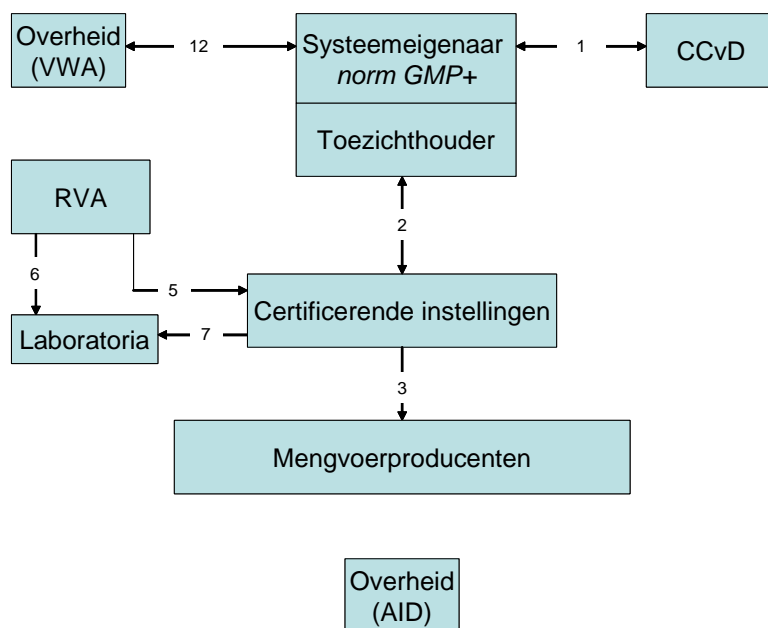 Overheid
(VWA)
12
Systeemeigenaar
norm GMP+
1
CCvD
Toezichthouder
RVA
2
6
5
Certificerende instellingen
Laboratoria
7
3
Mengvoerproducenten
Overheid
(AID)